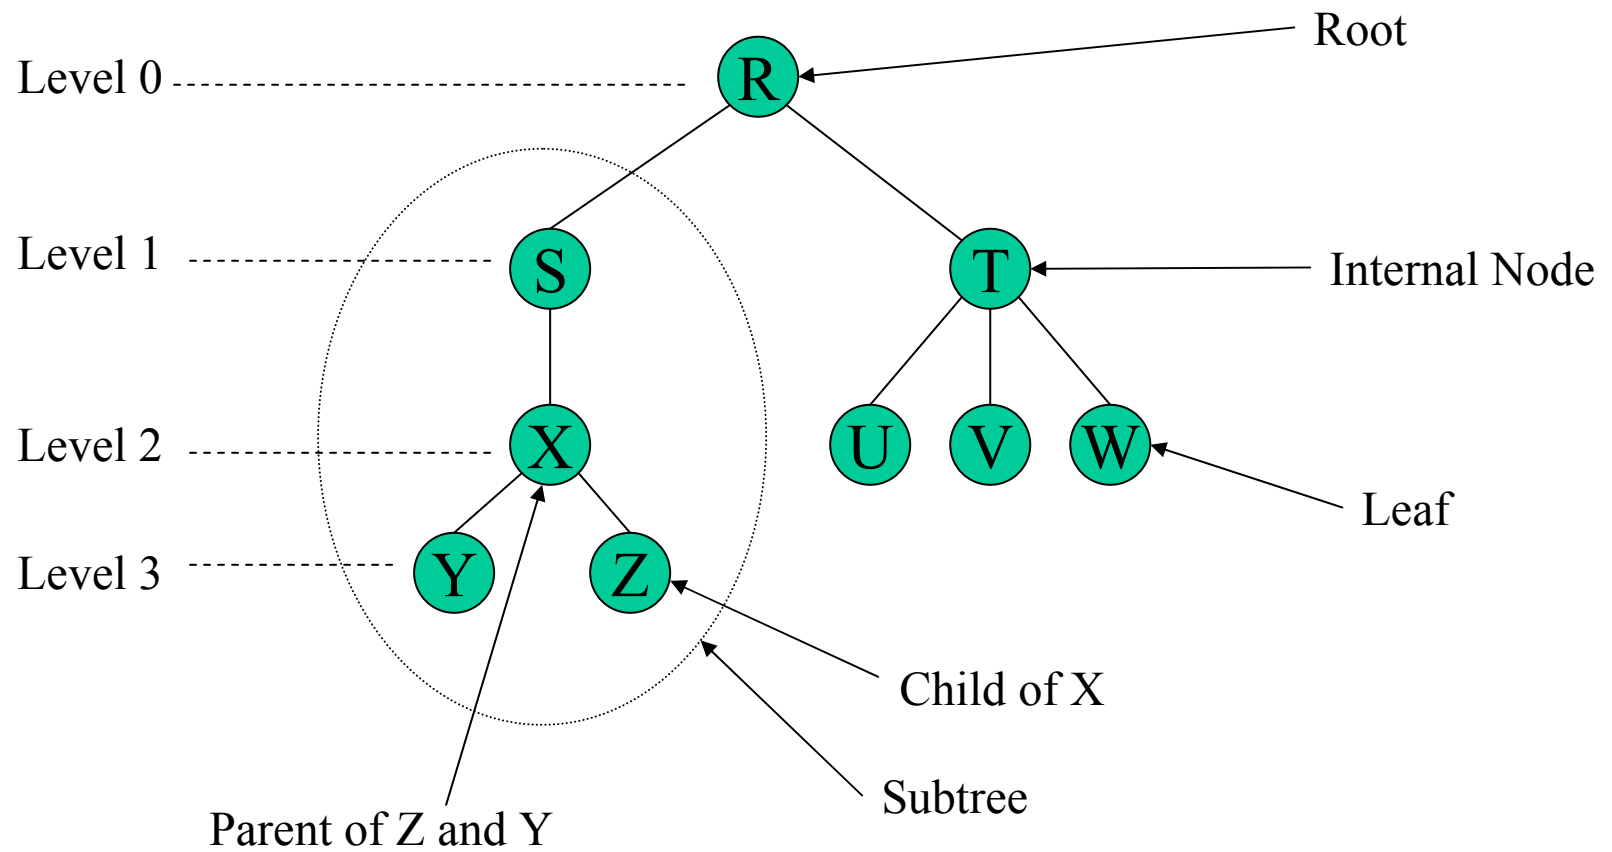 Root
Level 0
R
Level 1
S
T
Internal Node
Level 2
X
U
V
W
Leaf
Level 3
Y
Z
Child of X
Subtree
Parent of Z and Y